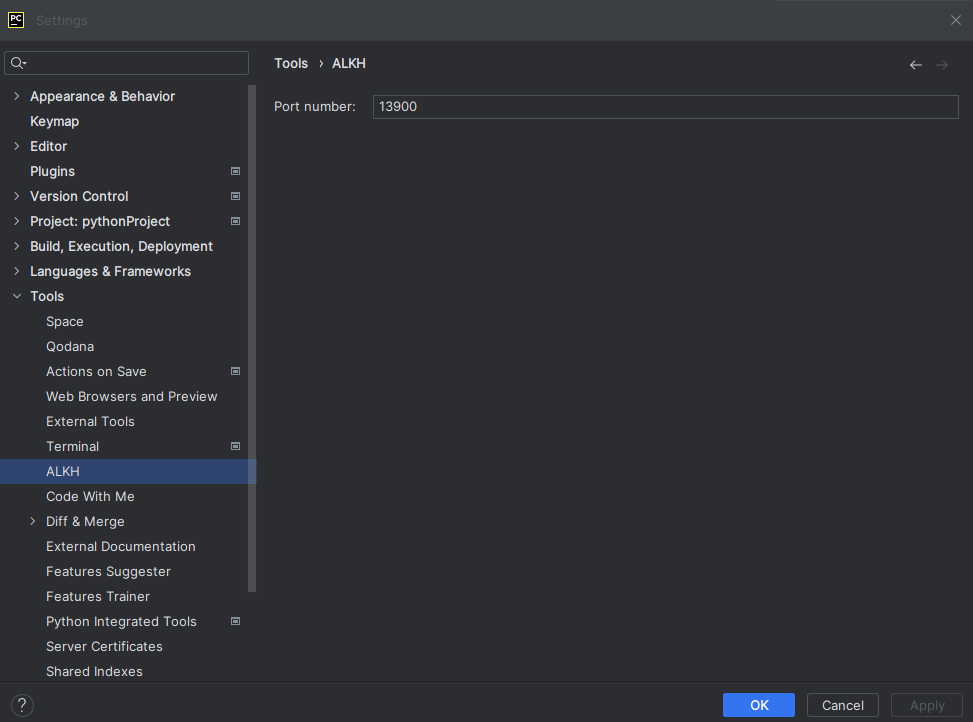 PC
Settings
Tools › ALKH
Port number: 13900
Appearance & Behavior
Keymap
Editor
Plugins
Version Control
Project: pythonProject
Build, Execution, Deployment
Languages & Frameworks
Tools
Space
Qodana
Actions on Save
Web Browsers and Preview
External Tools
Terminal
ALKH
Code With Me
Diff & Merge
External Documentation
Features Suggester
Features Trainer
Python Integrated Tools
Server Certificates
Shared Indexes
? OK Cancel Apply